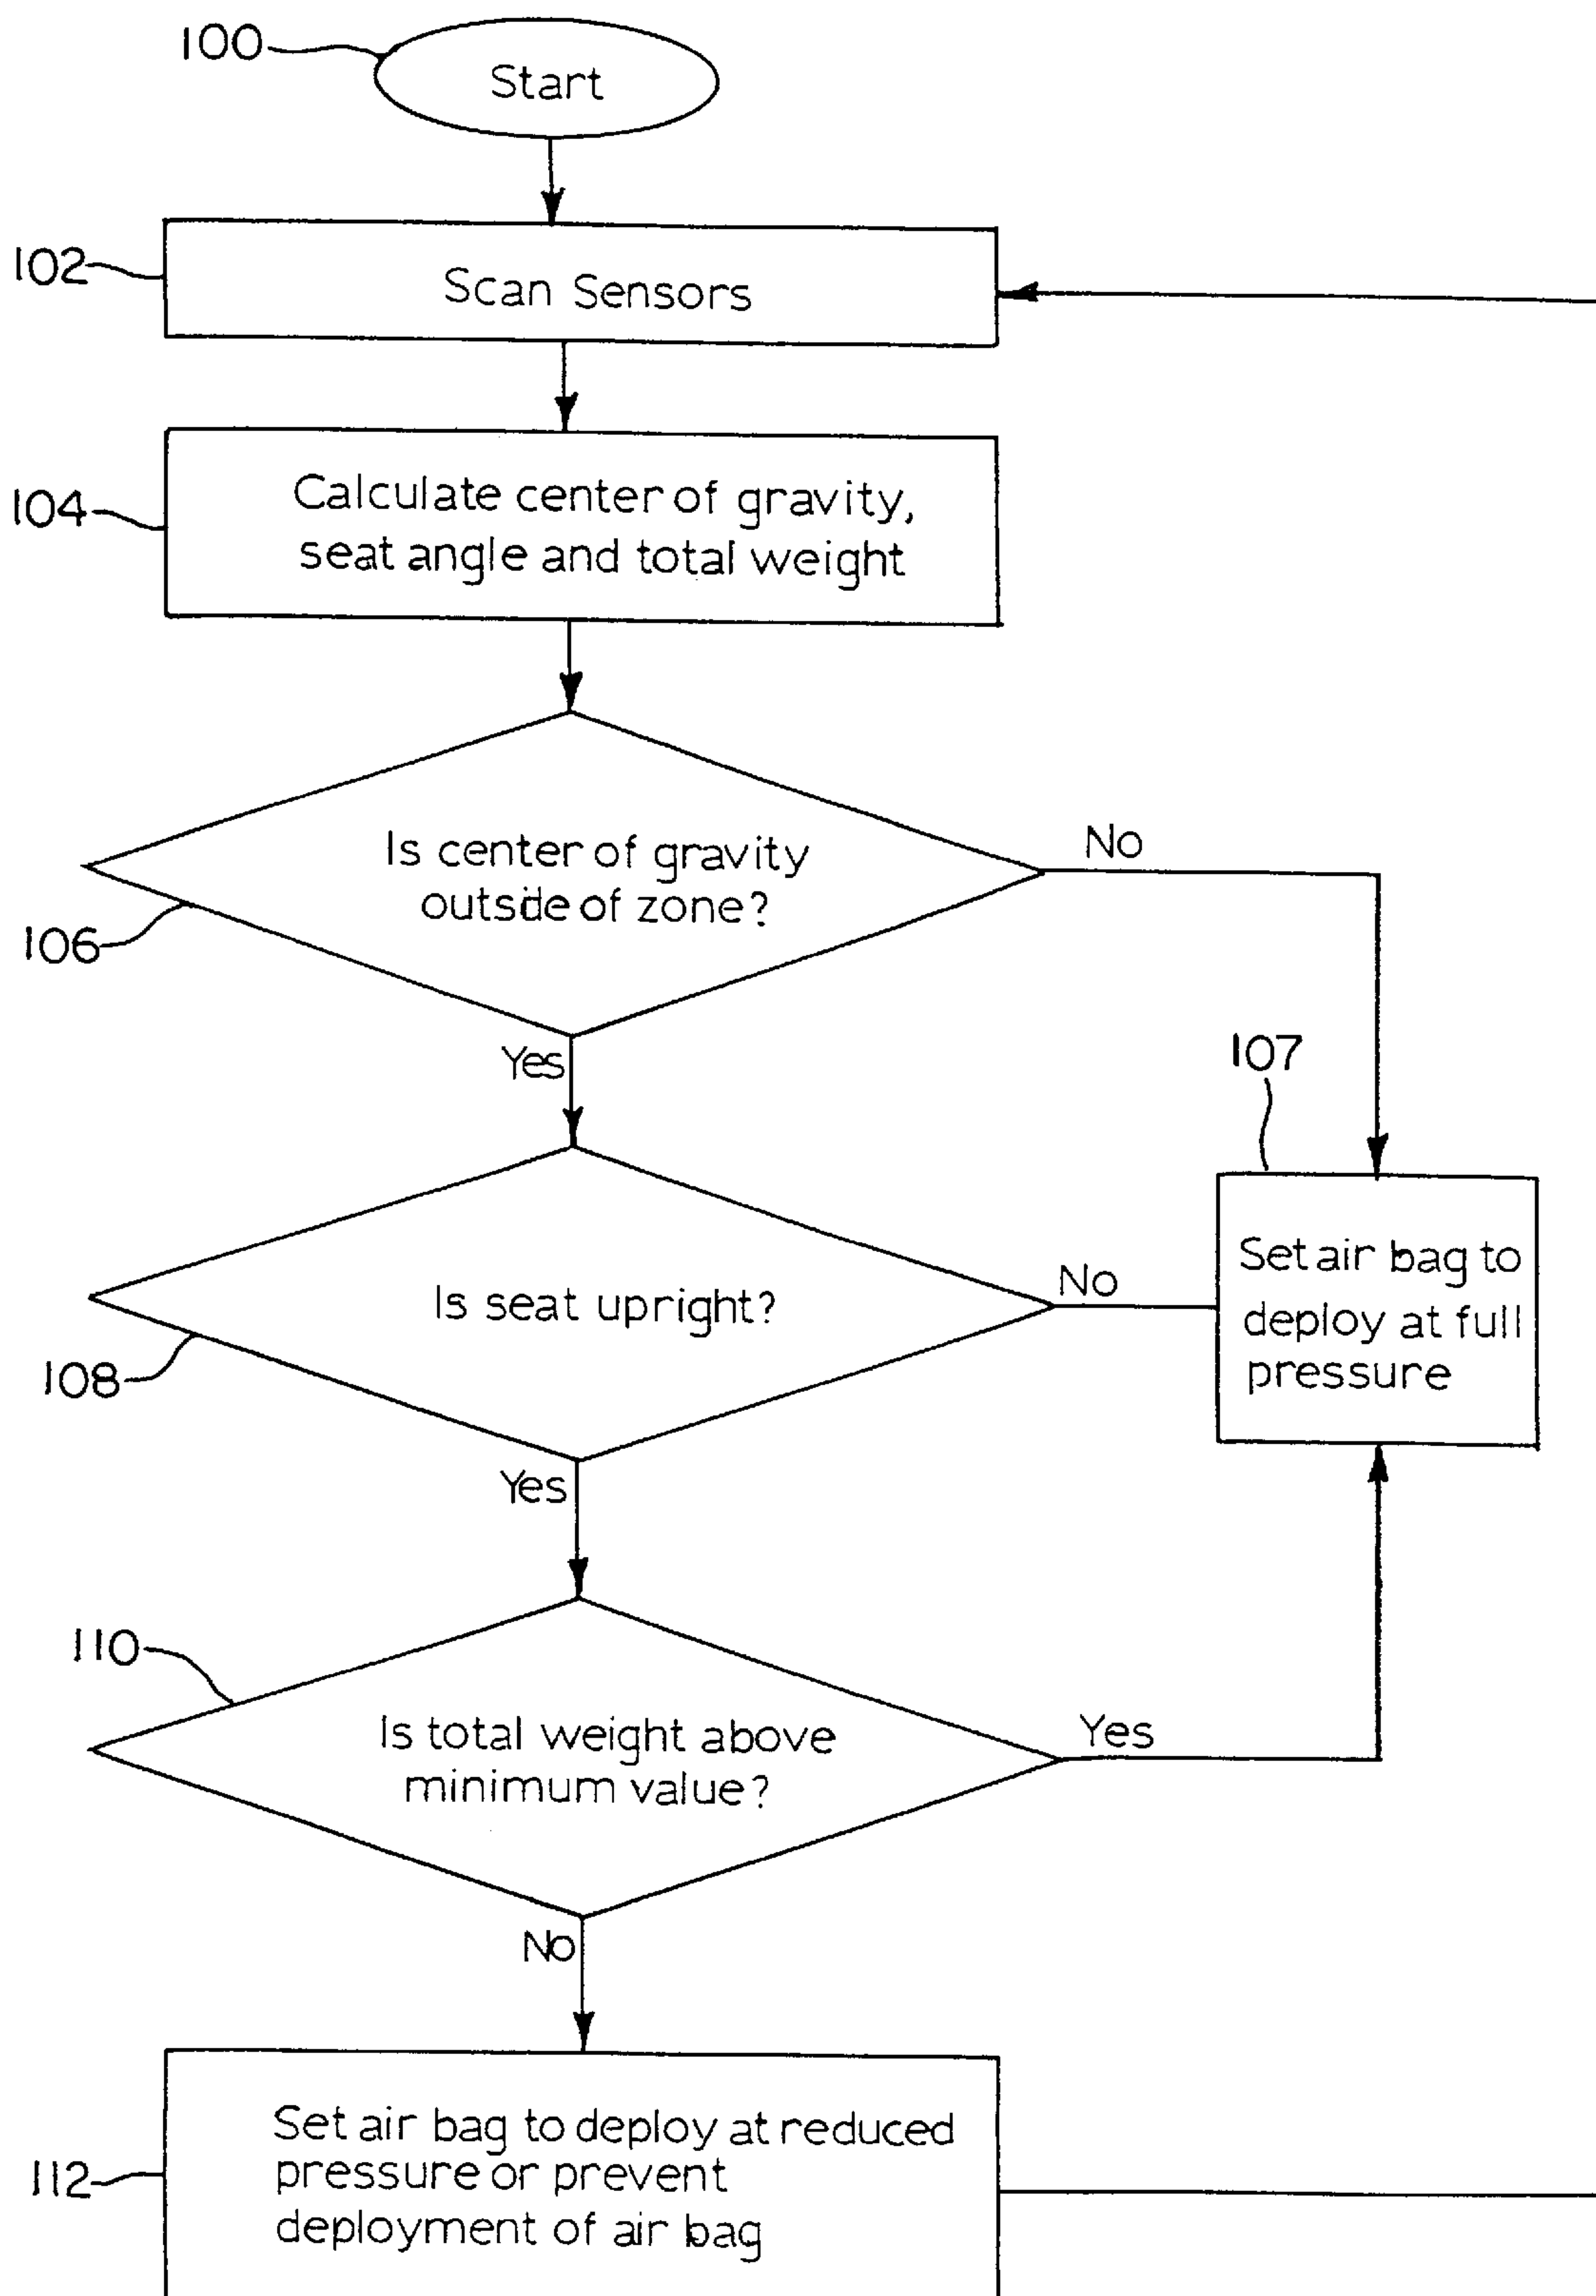 100
Start
102
Scan Sensors
104
Calculate center of gravity,
seat angle and total weight
106
Is center of gravity
outside of zone?
No
Yes
107
Set air bag to
deploy at full
pressure
108
Is seat upright?
No
Yes
110
Is total weight above
minimum value?
Yes
No
112
Set air bag to deploy at reduced
pressure or prevent
deployment of air bag